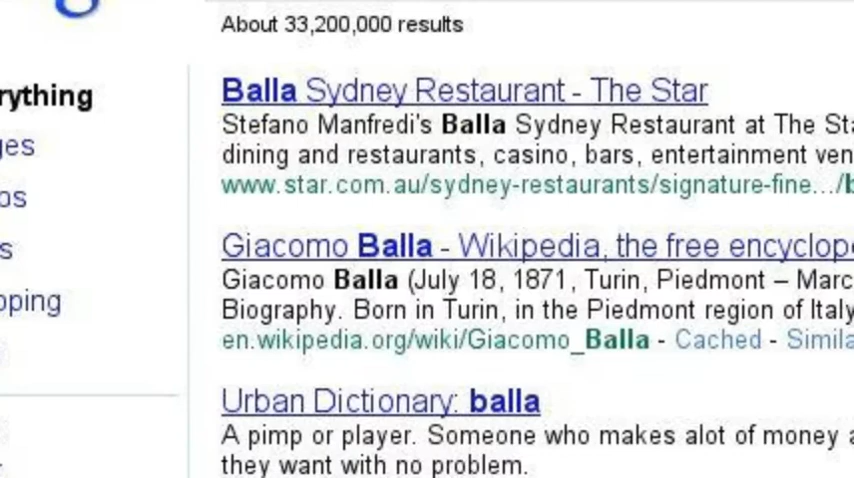 About 33,200,000 results
rything
ges
os
s
pping
Balla Sydney Restaurant - The Star
Stefano Manfredi's Balla Sydney Restaurant at The Sta
dining and restaurants, casino, bars, entertainment ven
www.star.com.au/sydney-restaurants/signature-fine.../b
Giacomo Balla - Wikipedia, the free encyclope
Giacomo Balla (July 18, 1871, Turin, Piedmont – Marc
Biography. Born in Turin, in the Piedmont region of Italy
en.wikipedia.org/wiki/Giacomo_Balla - Cached - Simila
Urban Dictionary: balla
A pimp or player. Someone who makes alot of money a
they want with no problem.